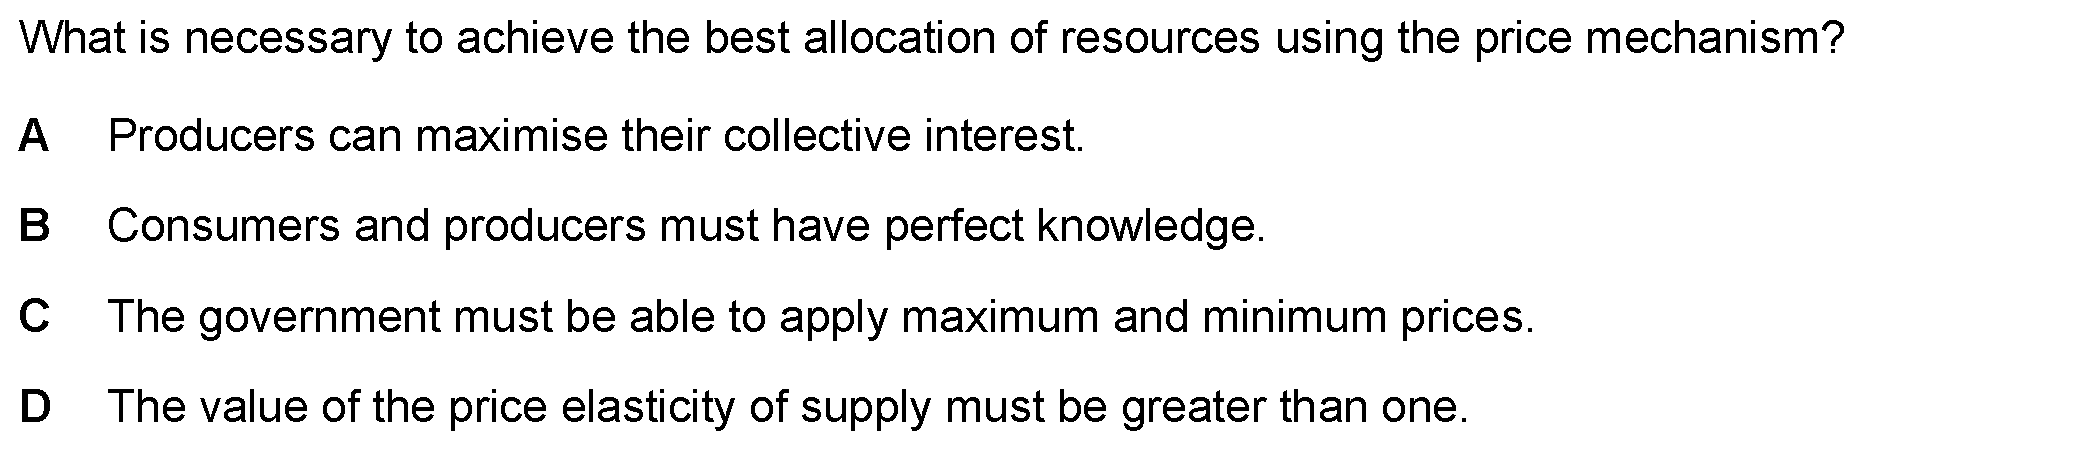 What is necessary to achieve the best allocation of resources using the price mechanism?
A Producers can maximise their collective interest.
B Consumers and producers must have perfect knowledge.
C The government must be able to apply maximum and minimum prices.
D The value of the price elasticity of supply must be greater than one.